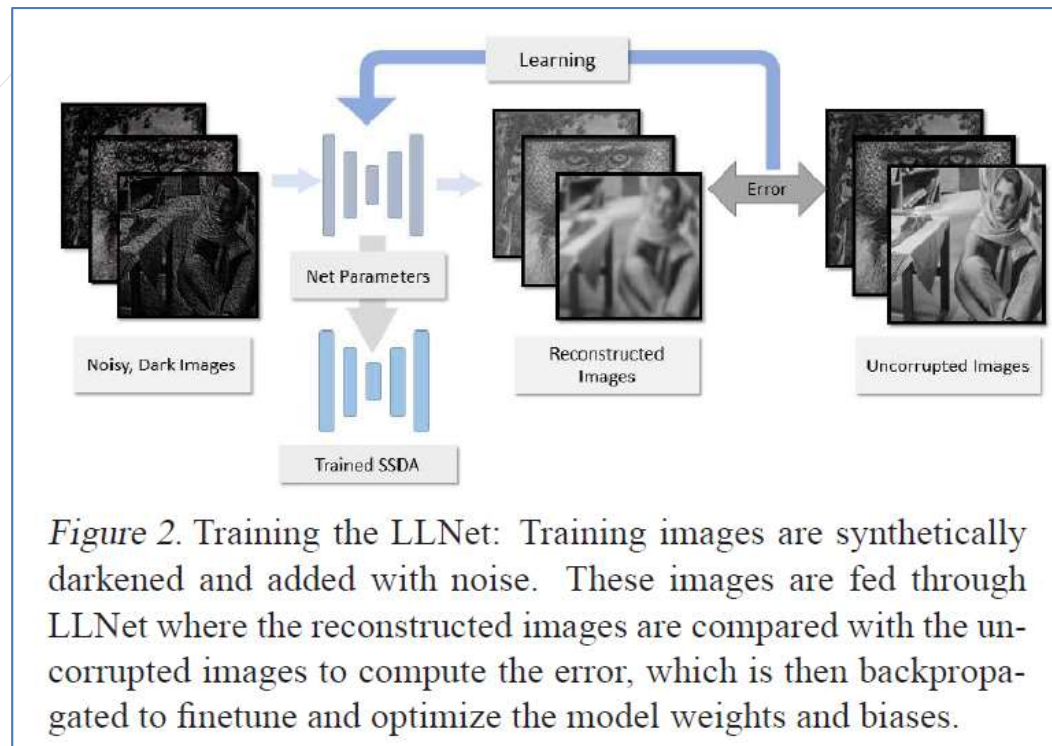 Learning
Error
Net Parameters
Noisy, Dark Images
Reconstructed
Images
Uncorrupted Images
Trained SSDA
Figure 2. Training the LLNet: Training images are synthetically
darkened and added with noise. These images are fed through
LLNet where the reconstructed images are compared with the un-
corrupted images to compute the error, which is then backpropa-
gated to finetune and optimize the model weights and biases.